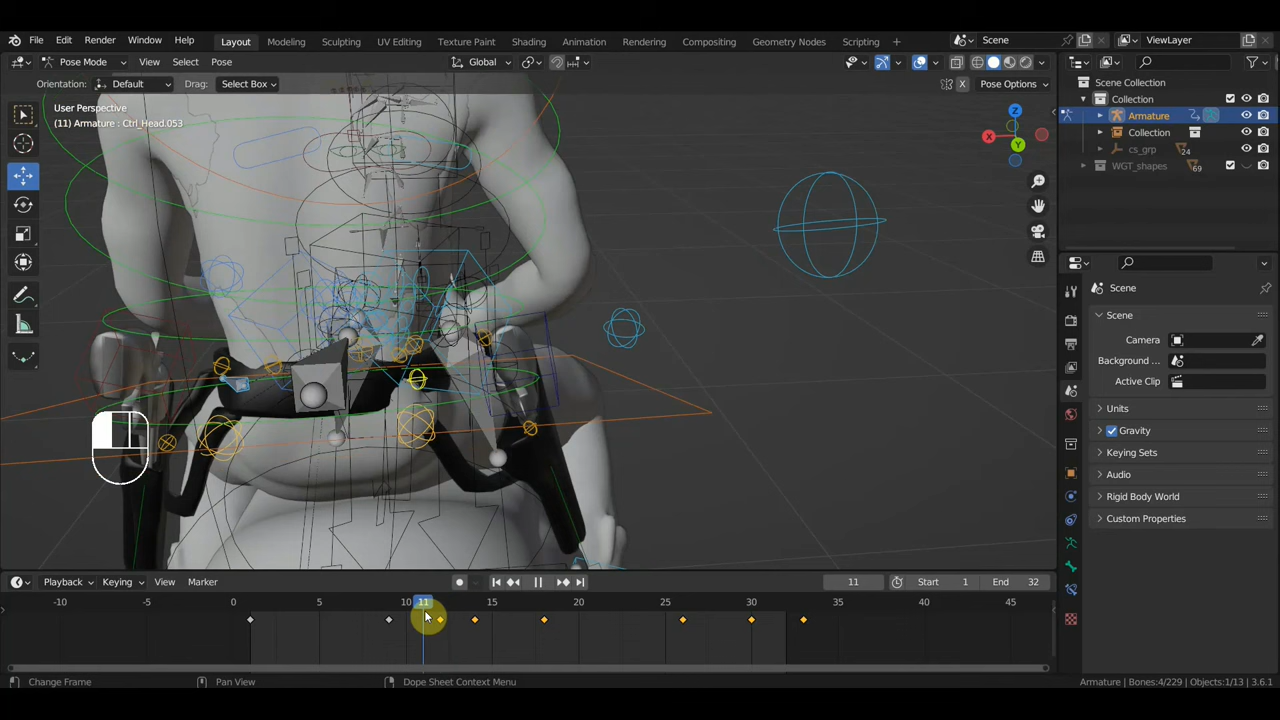 File Edit Render Window Help Layout Modeling Sculpting UV Editing Texture Paint Shading Animation Rendering Compositing Geometry Nodes Scripting + Scene ViewLayer
Pose Mode View Select Pose Global
Orientation: Default Drag: Select Box X Pose Options
User Perspective
(11) Armature : Ctrl_Head.053
X Y Z
Scene Collection
Collection
Armature
Collection
cs_grp 24
WGT_shapes 69
Scene
Scene
Camera
Background ...
Active Clip
Units
Gravity
Keying Sets
Audio
Rigid Body World
Custom Properties
Playback Keying View Marker 11 Start 1 End 32
-10 -5 0 5 10 11 15 20 25 30 35 40 45
Change Frame Pan View Dope Sheet Context Menu Armature | Bones:4/229 | Objects:1/13 | 3.6.1